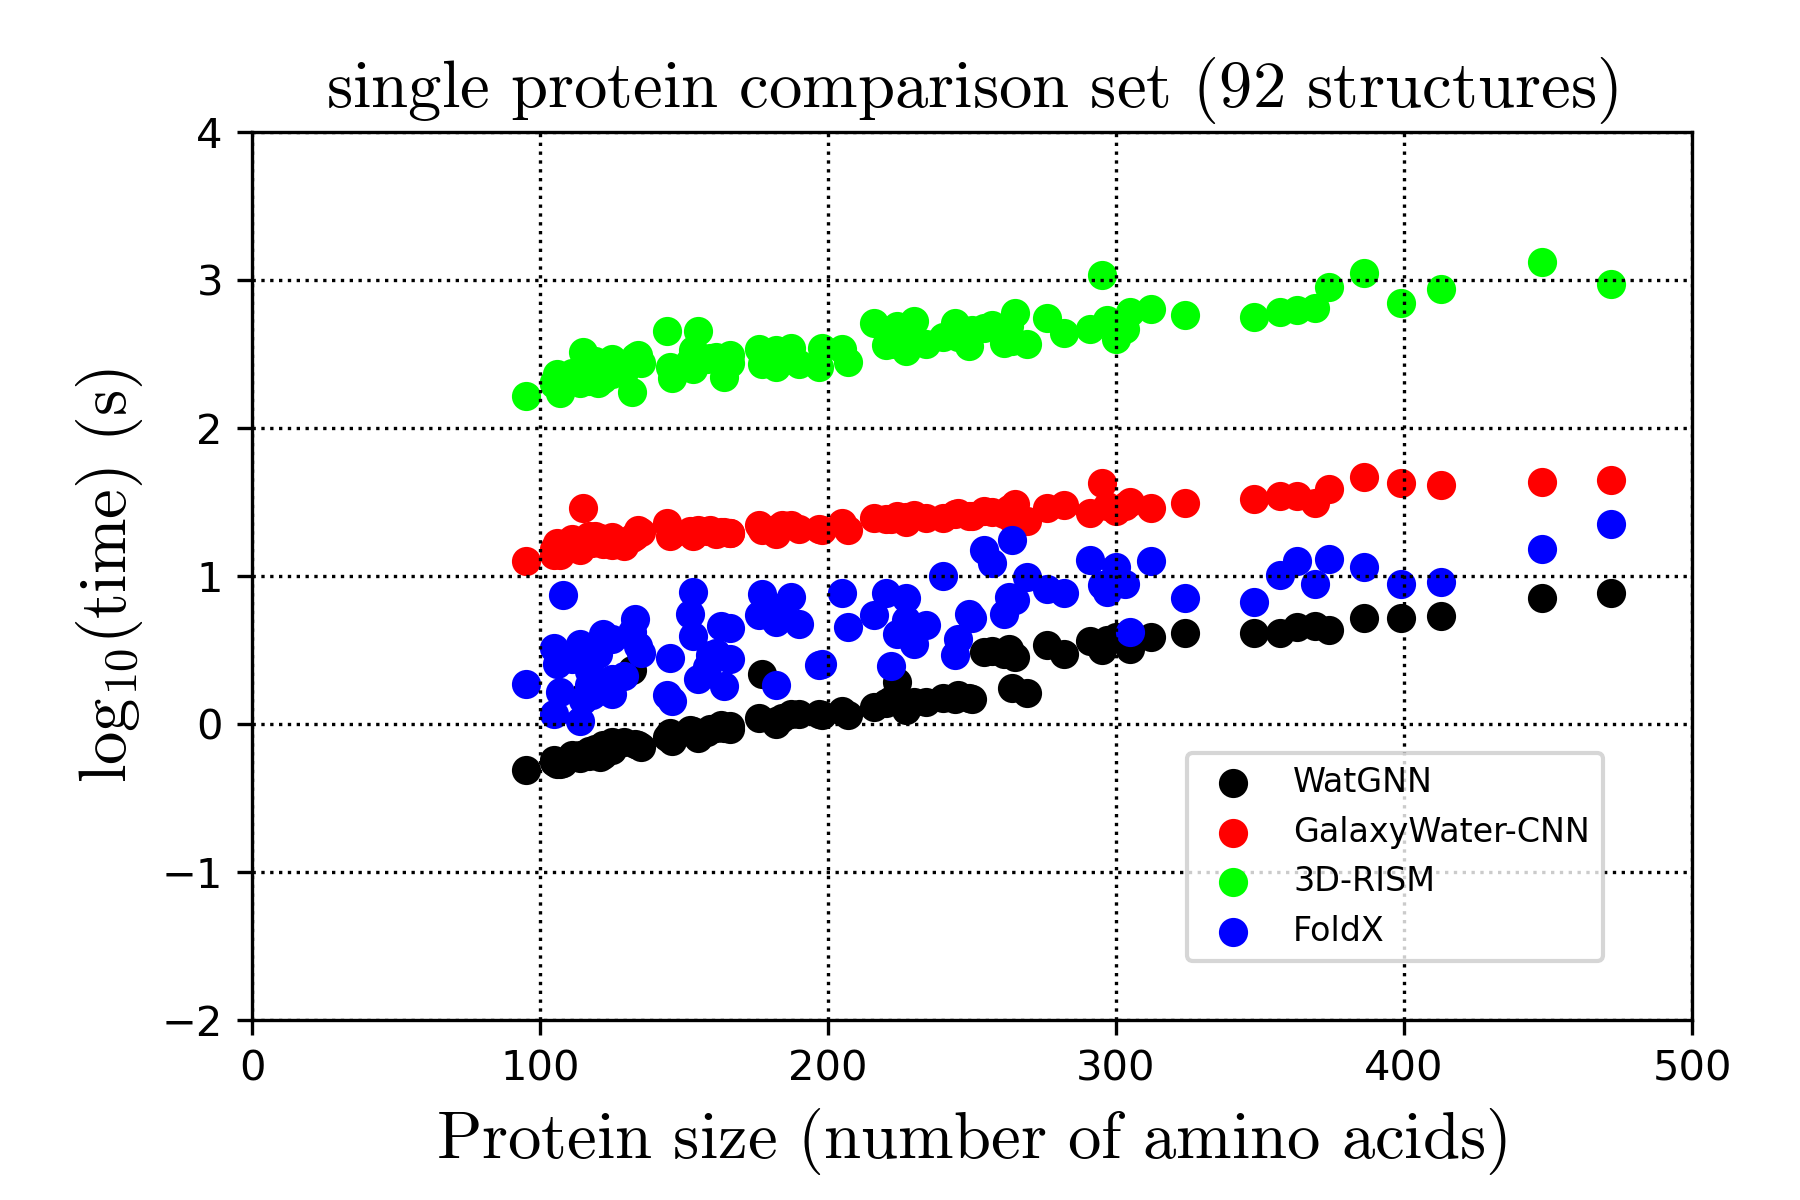 single protein comparison set (92 structures)
4
3
2
1
0
−1
−2
log10(time) (s)
0 100 200 300 400 500
Protein size (number of amino acids)
WatGNN
GalaxyWater-CNN
3D-RISM
FoldX